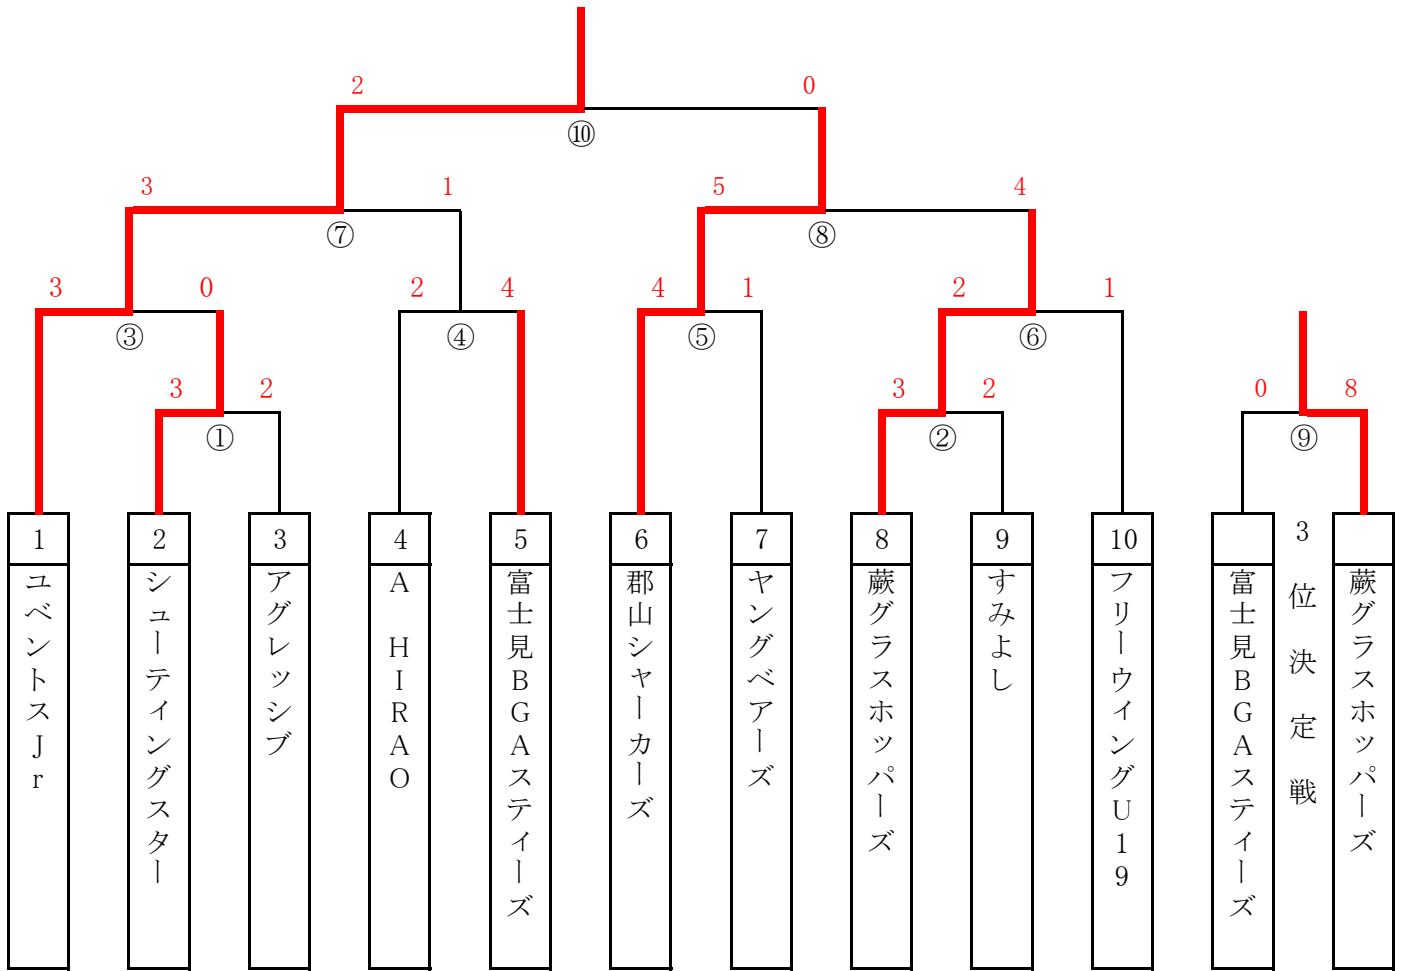 2 0
⑩
3 1 5 4
⑦ ⑧
3 0 2 4 4 1 2 1
③ ④ ⑤ ⑥
3 2 3 2 0 8
① ② ⑨
1 2 3 4 5 6 7 8 9 10
ユベントスJr
シューティングスター
アグレッシブ
A HIRAO
富士見BGAスティーズ
郡山シャーカーズ
ヤングベアーズ
蕨グラスホッパーズ
すみよし
フリーウィングU19
富士見BGAスティーズ
3位決定戦
蕨グラスホッパーズ